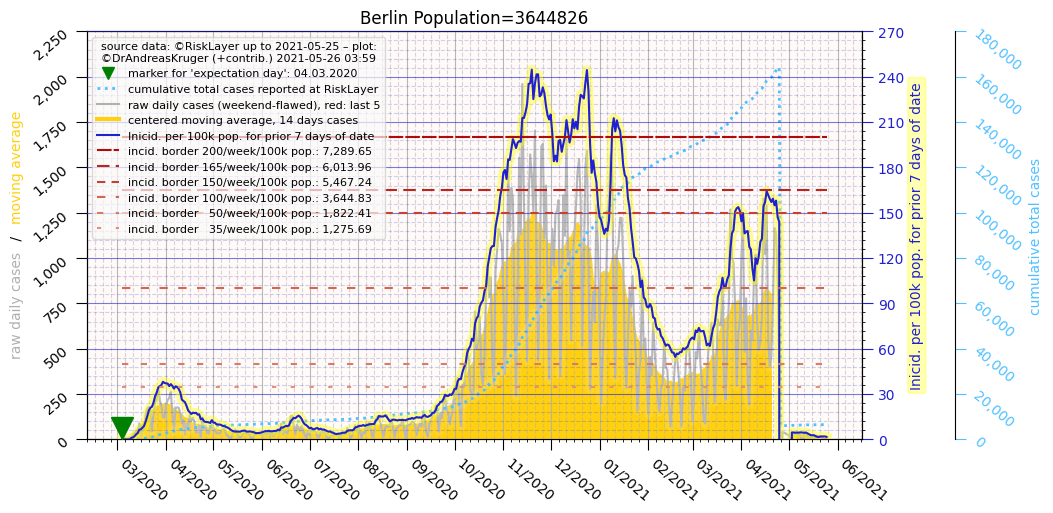 Berlin Population=3644826
source data: ©RiskLayer up to 2021-05-25 – plot:
©DrAndreasKruger (+contrib.) 2021-05-26 03:59
marker for 'expectation day': 04.03.2020
cumulative total cases reported at RiskLayer
raw daily cases (weekend-flawed), red: last 5
centered moving average, 14 days cases
Inicid. per 100k pop. for prior 7 days of date
incid. border 200/week/100k pop.: 7,289.65
incid. border 165/week/100k pop.: 6,013.96
incid. border 150/week/100k pop.: 5,467.24
incid. border 100/week/100k pop.: 3,644.83
incid. border   50/week/100k pop.: 1,822.41
incid. border   35/week/100k pop.: 1,275.69
raw daily cases   /   moving average
2,250
2,000
1,750
1,500
1,250
1,000
750
500
250
0
03/2020
04/2020
05/2020
06/2020
07/2020
08/2020
09/2020
10/2020
11/2020
12/2020
01/2021
02/2021
03/2021
04/2021
05/2021
06/2021
270
240
210
180
150
120
90
60
30
0
Inicid. per 100k pop. for prior 7 days of date
180,000
160,000
140,000
120,000
100,000
80,000
60,000
40,000
20,000
0
cumulative total cases